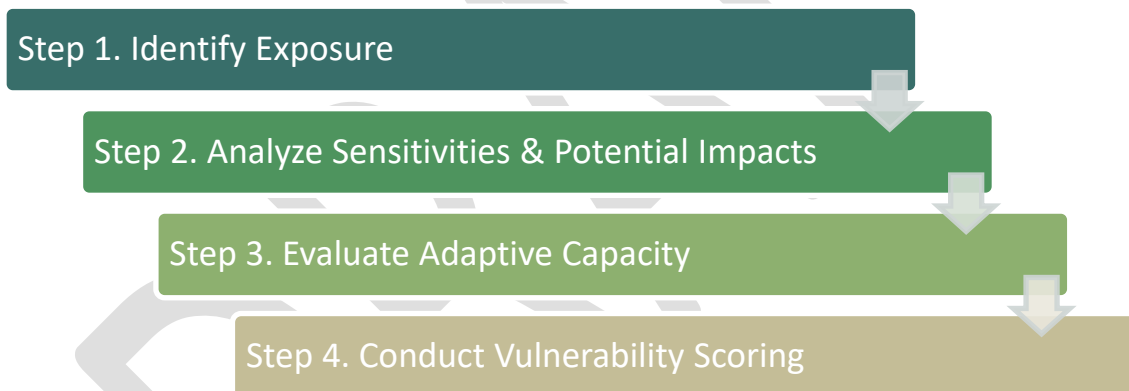 Step 1. Identify Exposure
Step 2. Analyze Sensitivities & Potential Impacts
Step 3. Evaluate Adaptive Capacity
Step 4. Conduct Vulnerability Scoring